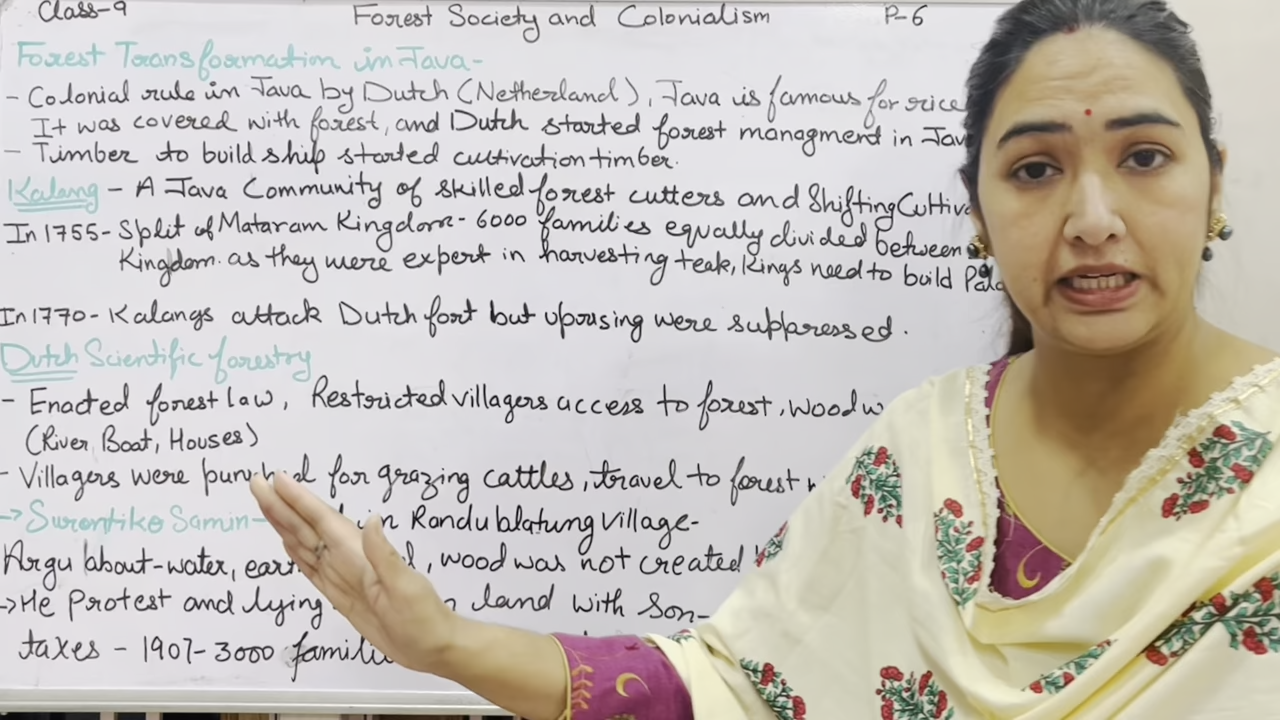 Class-9 Forest Society and Colonialism P-6
Forest Transformation in Java-
- Colonial rule in Java by Dutch (Netherland), Java is famous for rice
It was covered with forest, and Dutch started forest managment in Jav
- Timber to build ship started cultivation timber.
Kalang - A Java Community of skilled forest cutters and Shifting Cultiva
In 1755- Split of Mataram Kingdom- 6000 families equally divided between
Kingdom. as they were expert in harvesting teak, Kings need to build Pala
In 1770- Kalangs attack Dutch fort but uprising were suppressed.
Dutch Scientific forestry
- Enacted forest law, Restricted villagers access to forest, wood w
(River, Boat, Houses)
- Villagers were for grazing cattles, travel to forest
-> Surontiko Samin- in Randublatung Village-
Argu about-water, wood was not created
-> He Protest and lying land with Son-
taxes - 1907- 3000 famili